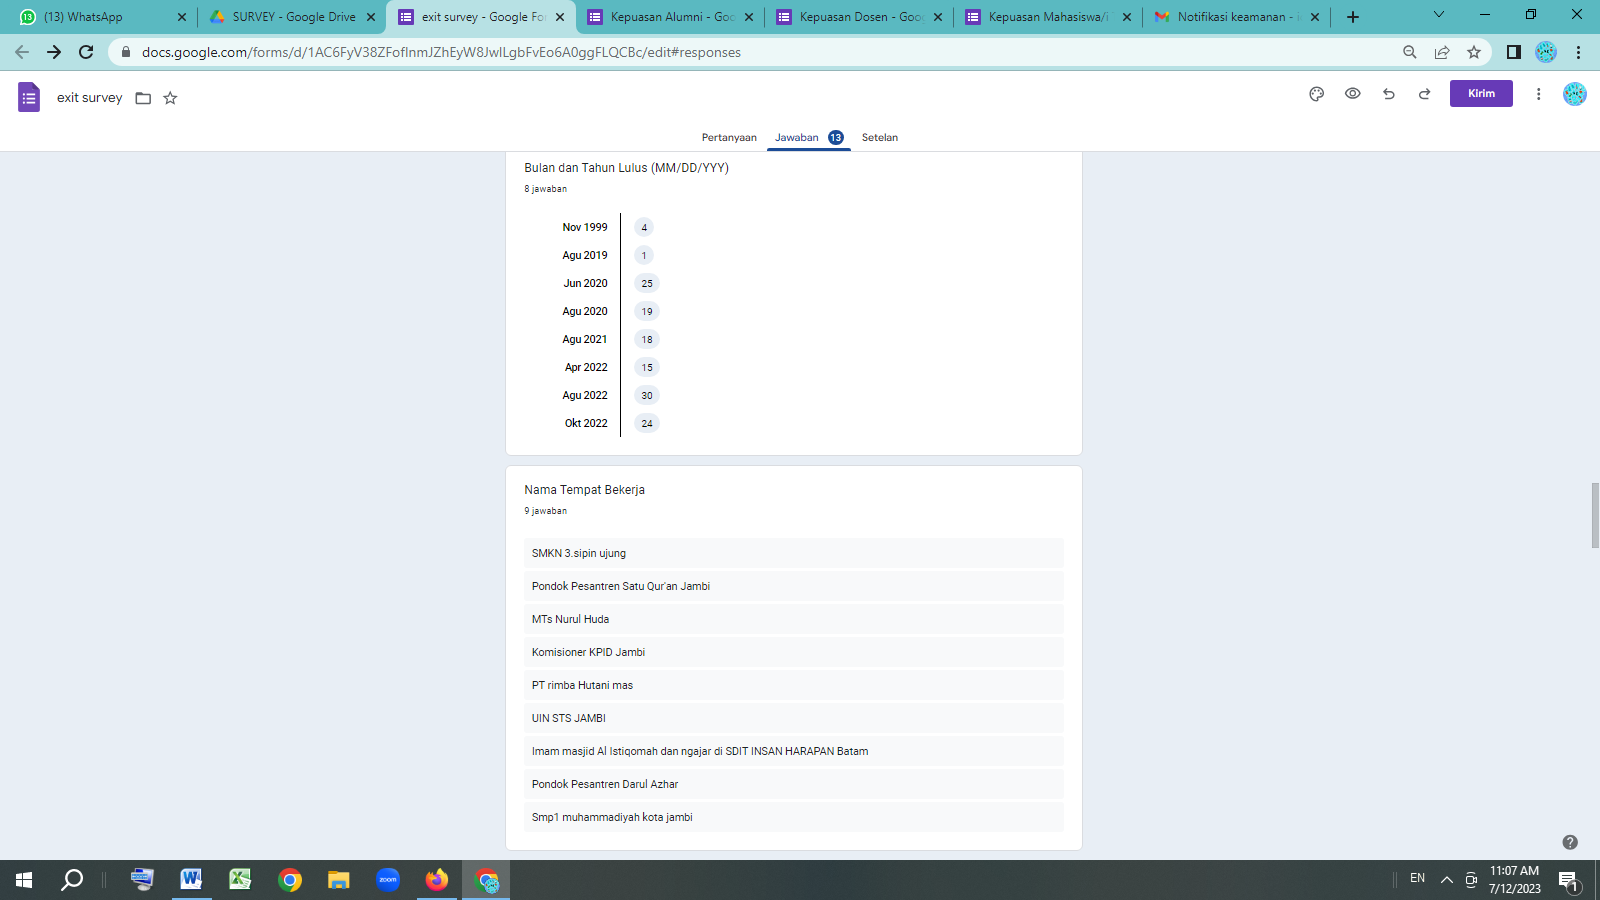 (13) WhatsApp
SURVEY - Google Drive
exit survey - Google Fo
Kepuasan Alumni - Goo
Kepuasan Dosen - Goog
Kepuasan Mahasiswa/i
Notifikasi keamanan - i
docs.google.com/forms/d/1AC6FyV38ZFofInmJZhEyW8JwILgbFvEo6A0ggFLQCBc/edit#responses
exit survey
Kirim
Pertanyaan
Jawaban 13
Setelan
Bulan dan Tahun Lulus (MM/DD/YYY)
8 jawaban
Nov 1999 4
Agu 2019 1
Jun 2020 25
Agu 2020 19
Agu 2021 18
Apr 2022 15
Agu 2022 30
Okt 2022 24
Nama Tempat Bekerja
9 jawaban
SMKN 3.sipin ujung
Pondok Pesantren Satu Qur'an Jambi
MTs Nurul Huda
Komisioner KPID Jambi
PT rimba Hutani mas
UIN STS JAMBI
Imam masjid Al Istiqomah dan ngajar di SDIT INSAN HARAPAN Batam
Pondok Pesantren Darul Azhar
Smp1 muhammadiyah kota jambi
zoom
EN
11:07 AM
7/12/2023
1